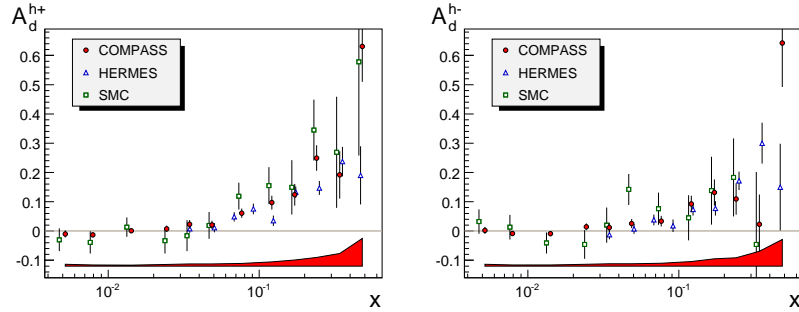 A_d^{h+}
0.6
0.5
0.4
0.3
0.2
0.1
0
-0.1
COMPASS
HERMES
SMC
10^{-2}
10^{-1}
x
A_d^{h-}
0.6
0.5
0.4
0.3
0.2
0.1
0
-0.1
COMPASS
HERMES
SMC
10^{-2}
10^{-1}
x